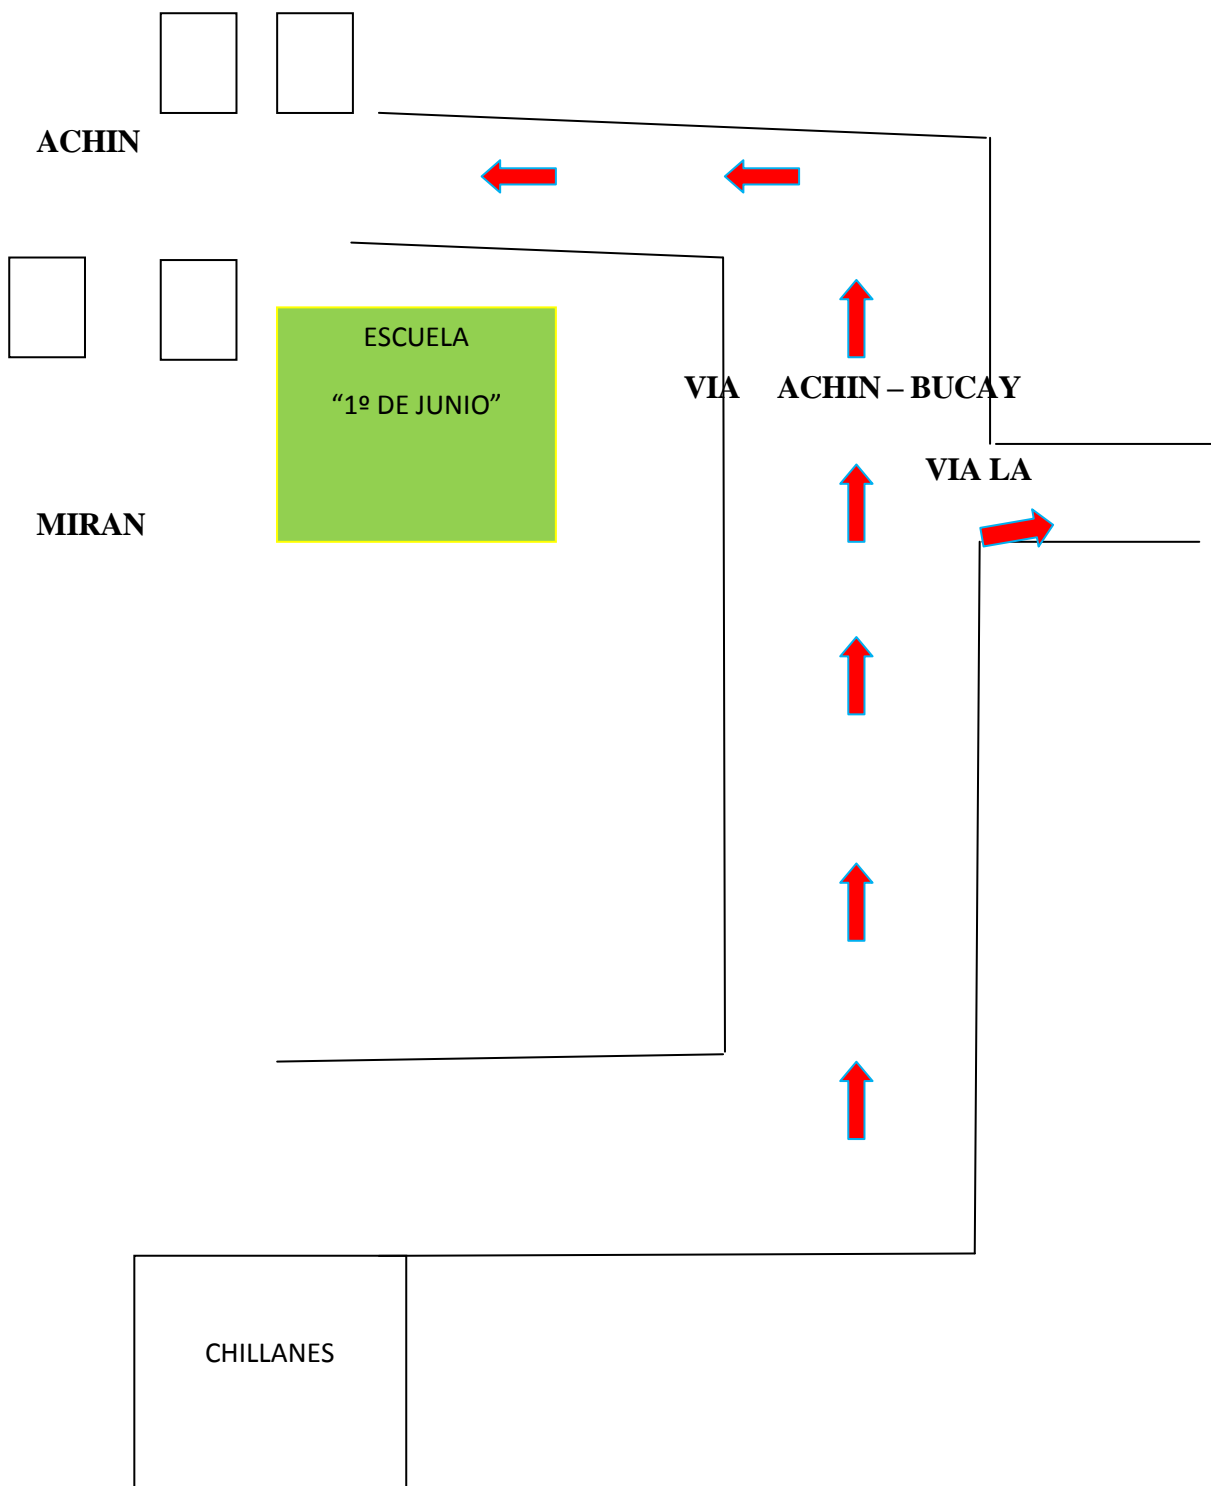 ACHIN
ESCUELA
“1º DE JUNIO”
VIA ACHIN – BUCAY
VIA LA
MIRAN
CHILLANES